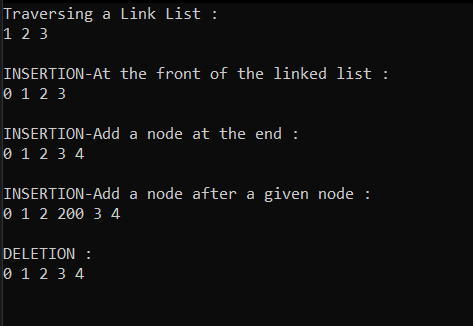 Traversing a Link List :
1 2 3
INSERTION-At the front of the linked list :
0 1 2 3
INSERTION-Add a node at the end :
0 1 2 3 4
INSERTION-Add a node after a given node :
0 1 2 200 3 4
DELETION :
0 1 2 3 4